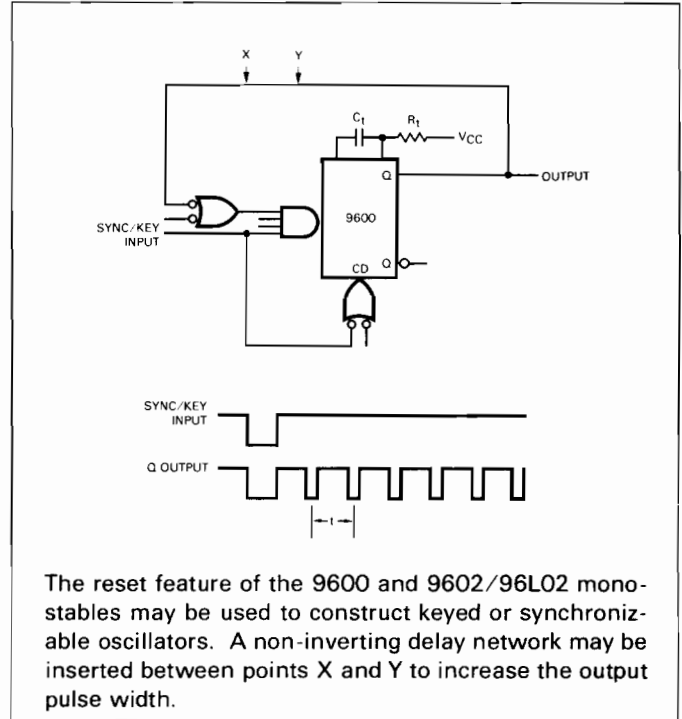 X Y
Ct Rt
VCC
Q OUTPUT
9600
SYNC/KEY
INPUT
CD Q
SYNC/KEY
INPUT
Q OUTPUT
t
The reset feature of the 9600 and 9602/96L02 mono-
stables may be used to construct keyed or synchroniz-
able oscillators. A non-inverting delay network may be
inserted between points X and Y to increase the output
pulse width.